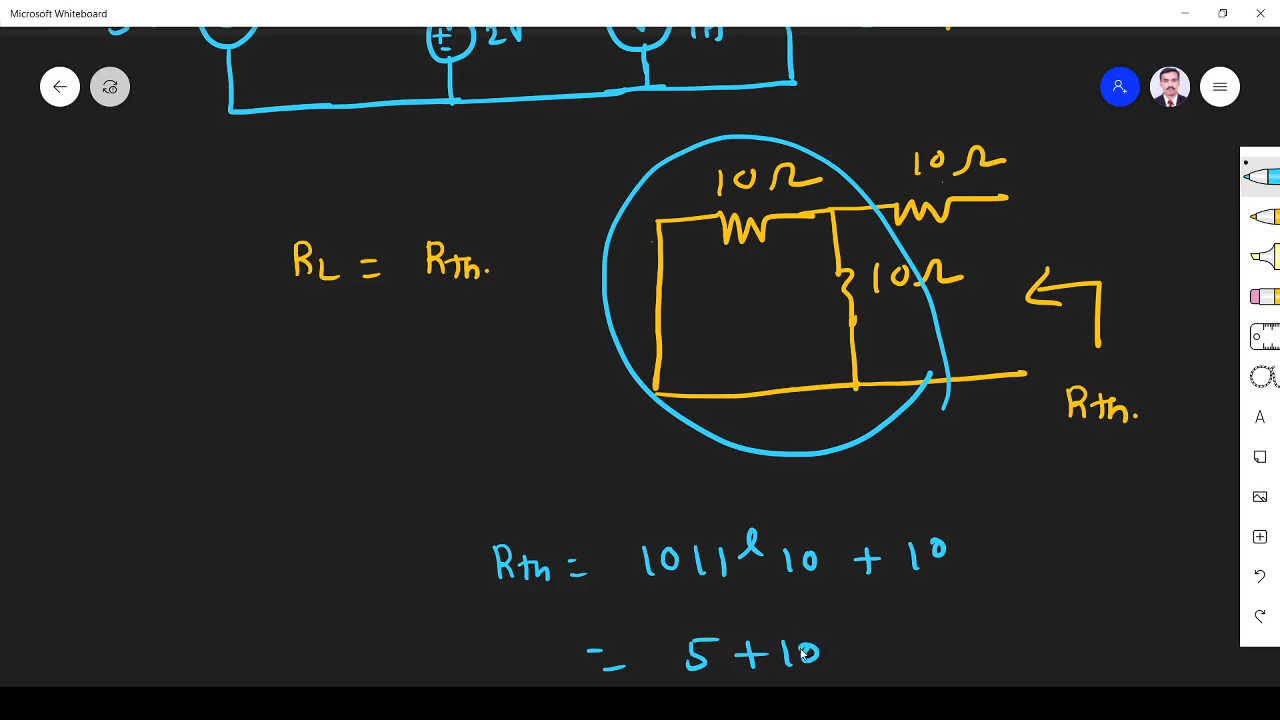 Microsoft Whiteboard
2V
10Ω
10Ω
RL = Rth.
10Ω
Rth.
Rth = 10||l 10 + 10
= 5 + 10
A